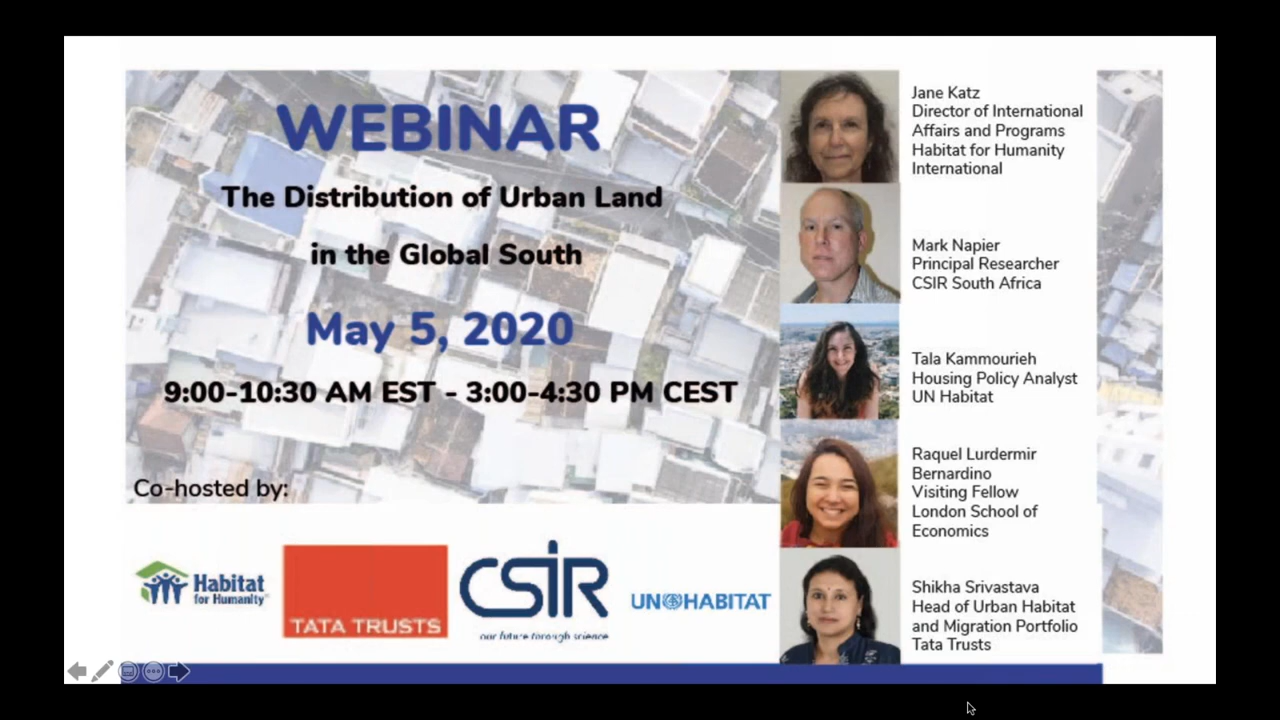 WEBINAR
The Distribution of Urban Land
in the Global South
May 5, 2020
9:00-10:30 AM EST - 3:00-4:30 PM CEST
Co-hosted by:
Habitat
for Humanity®
TATA TRUSTS
CSIR
our future through science
UN HABITAT
Jane Katz
Director of International
Affairs and Programs
Habitat for Humanity
International
Mark Napier
Principal Researcher
CSIR South Africa
Tala Kammourieh
Housing Policy Analyst
UN Habitat
Raquel Lurdermir
Bernardino
Visiting Fellow
London School of
Economics
Shikha Srivastava
Head of Urban Habitat
and Migration Portfolio
Tata Trusts